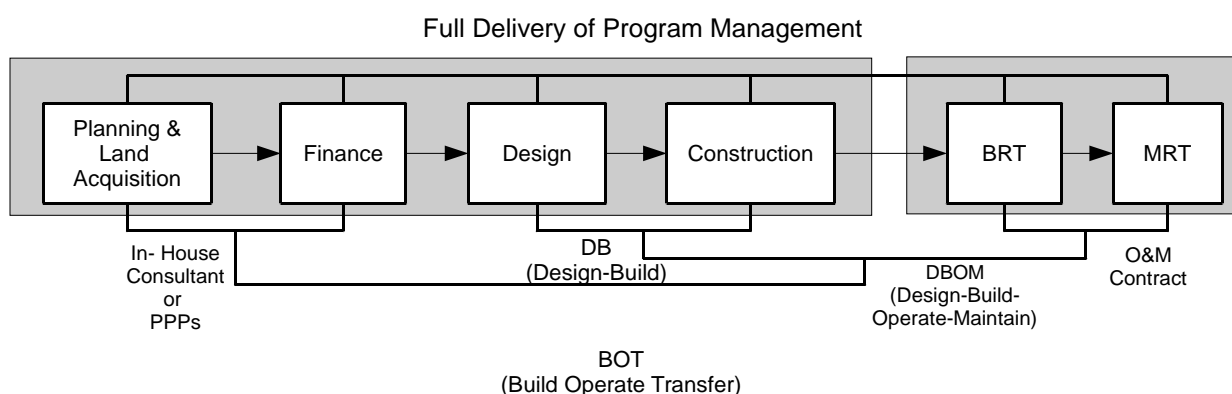 Full Delivery of Program Management
Planning &
Land
Acquisition
Finance
Design
Construction
BRT
MRT
In- House
Consultant
or
PPPs
DB
(Design-Build)
DBOM
(Design-Build-
Operate-Maintain)
O&M
Contract
BOT
(Build Operate Transfer)